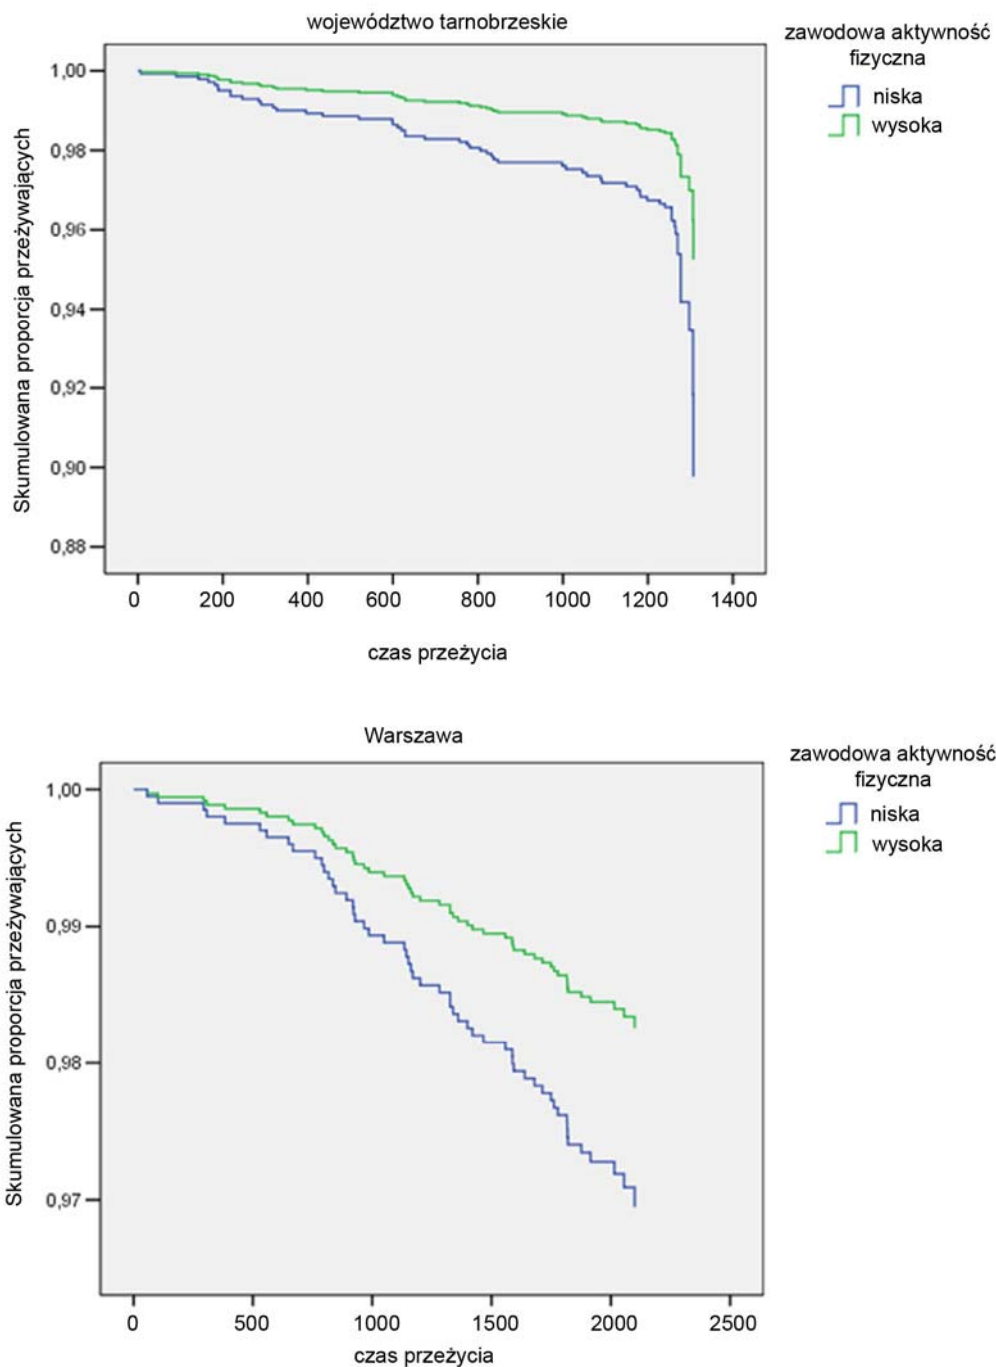 województwo tarnobrzeskie
zawodowa aktywność
fizyczna
niska
wysoka
Skumulowana proporcja przeżywających
1,00
0,98
0,96
0,94
0,92
0,90
0,88
0 200 400 600 800 1000 1200 1400
czas przeżycia
Warszawa
zawodowa aktywność
fizyczna
niska
wysoka
Skumulowana proporcja przeżywających
1,00
0,99
0,98
0,97
0 500 1000 1500 2000 2500
czas przeżycia